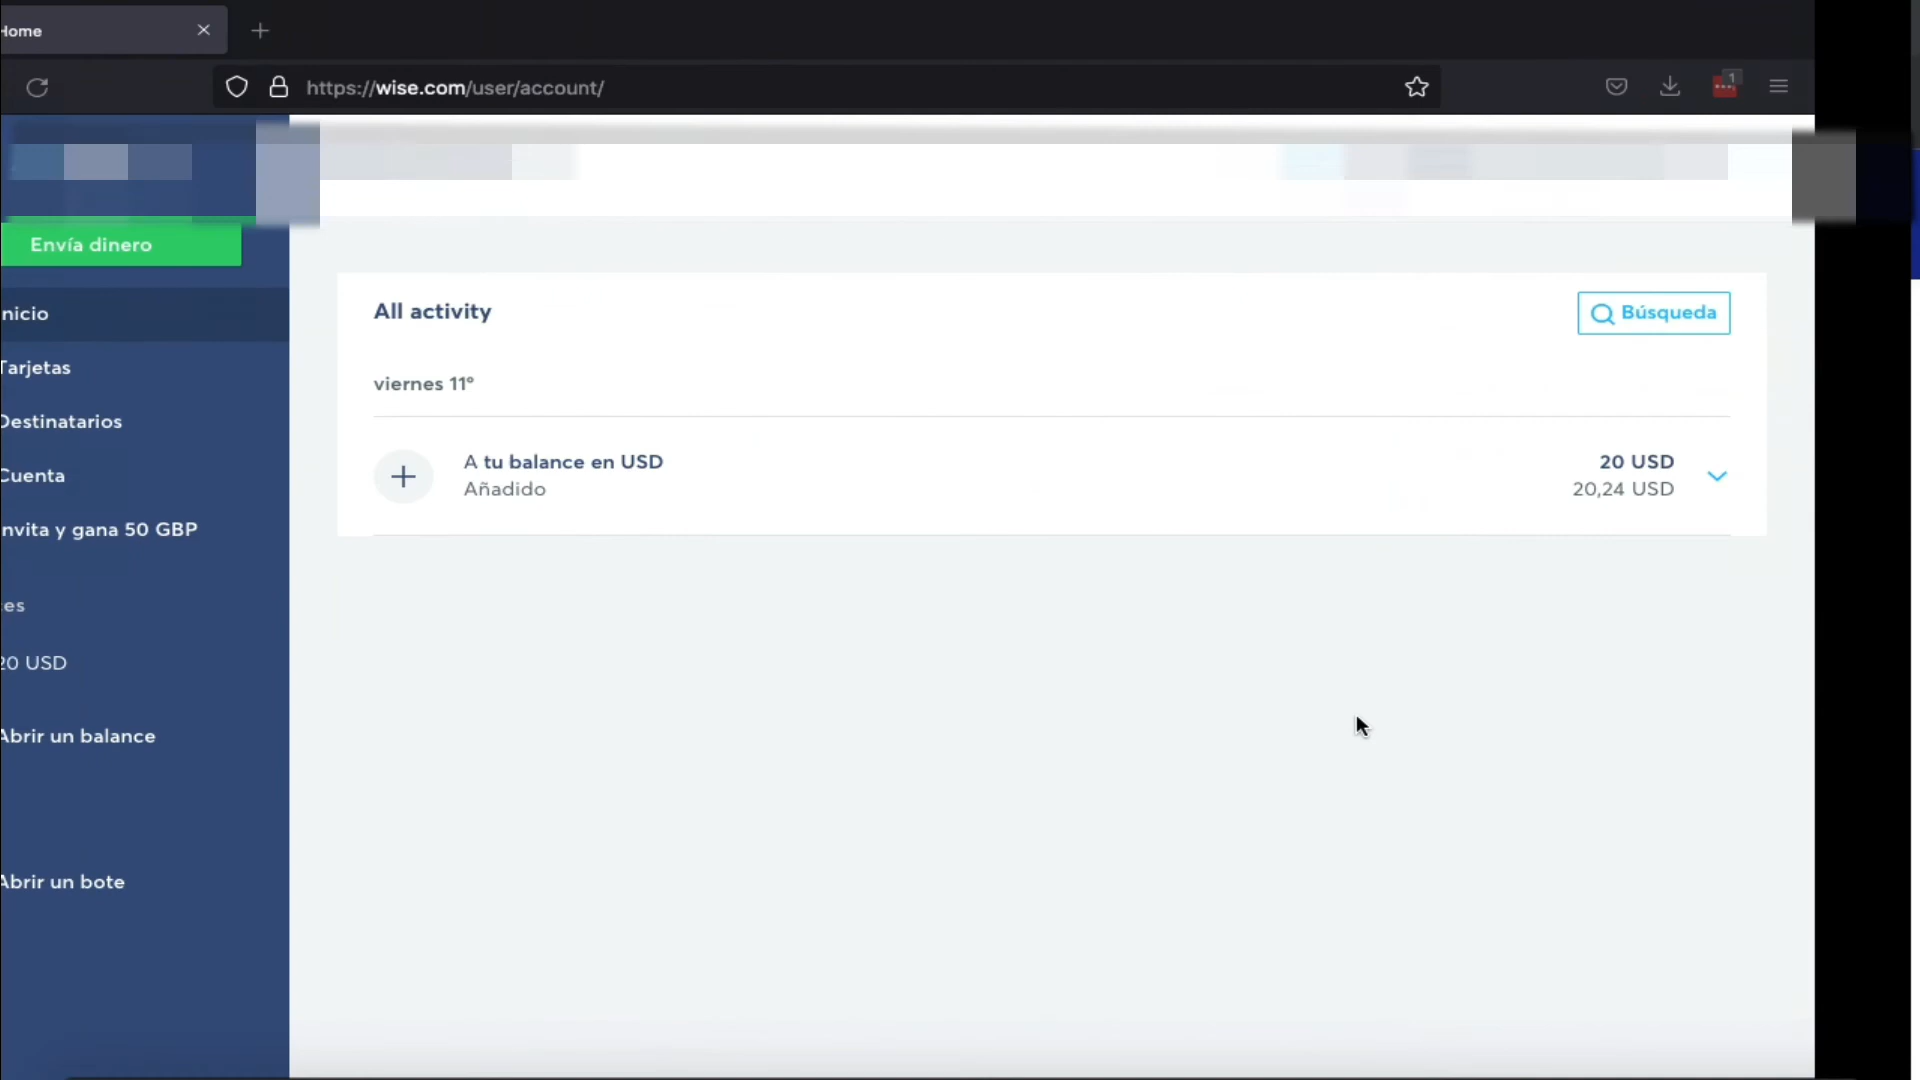 Home
https://wise.com/user/account/
1
Envía dinero
nicio
Tarjetas
Destinatarios
Cuenta
nvita y gana 50 GBP
es
20 USD
Abrir un balance
Abrir un bote
All activity
Búsqueda
viernes 11º
A tu balance en USD
20 USD
Añadido
20,24 USD